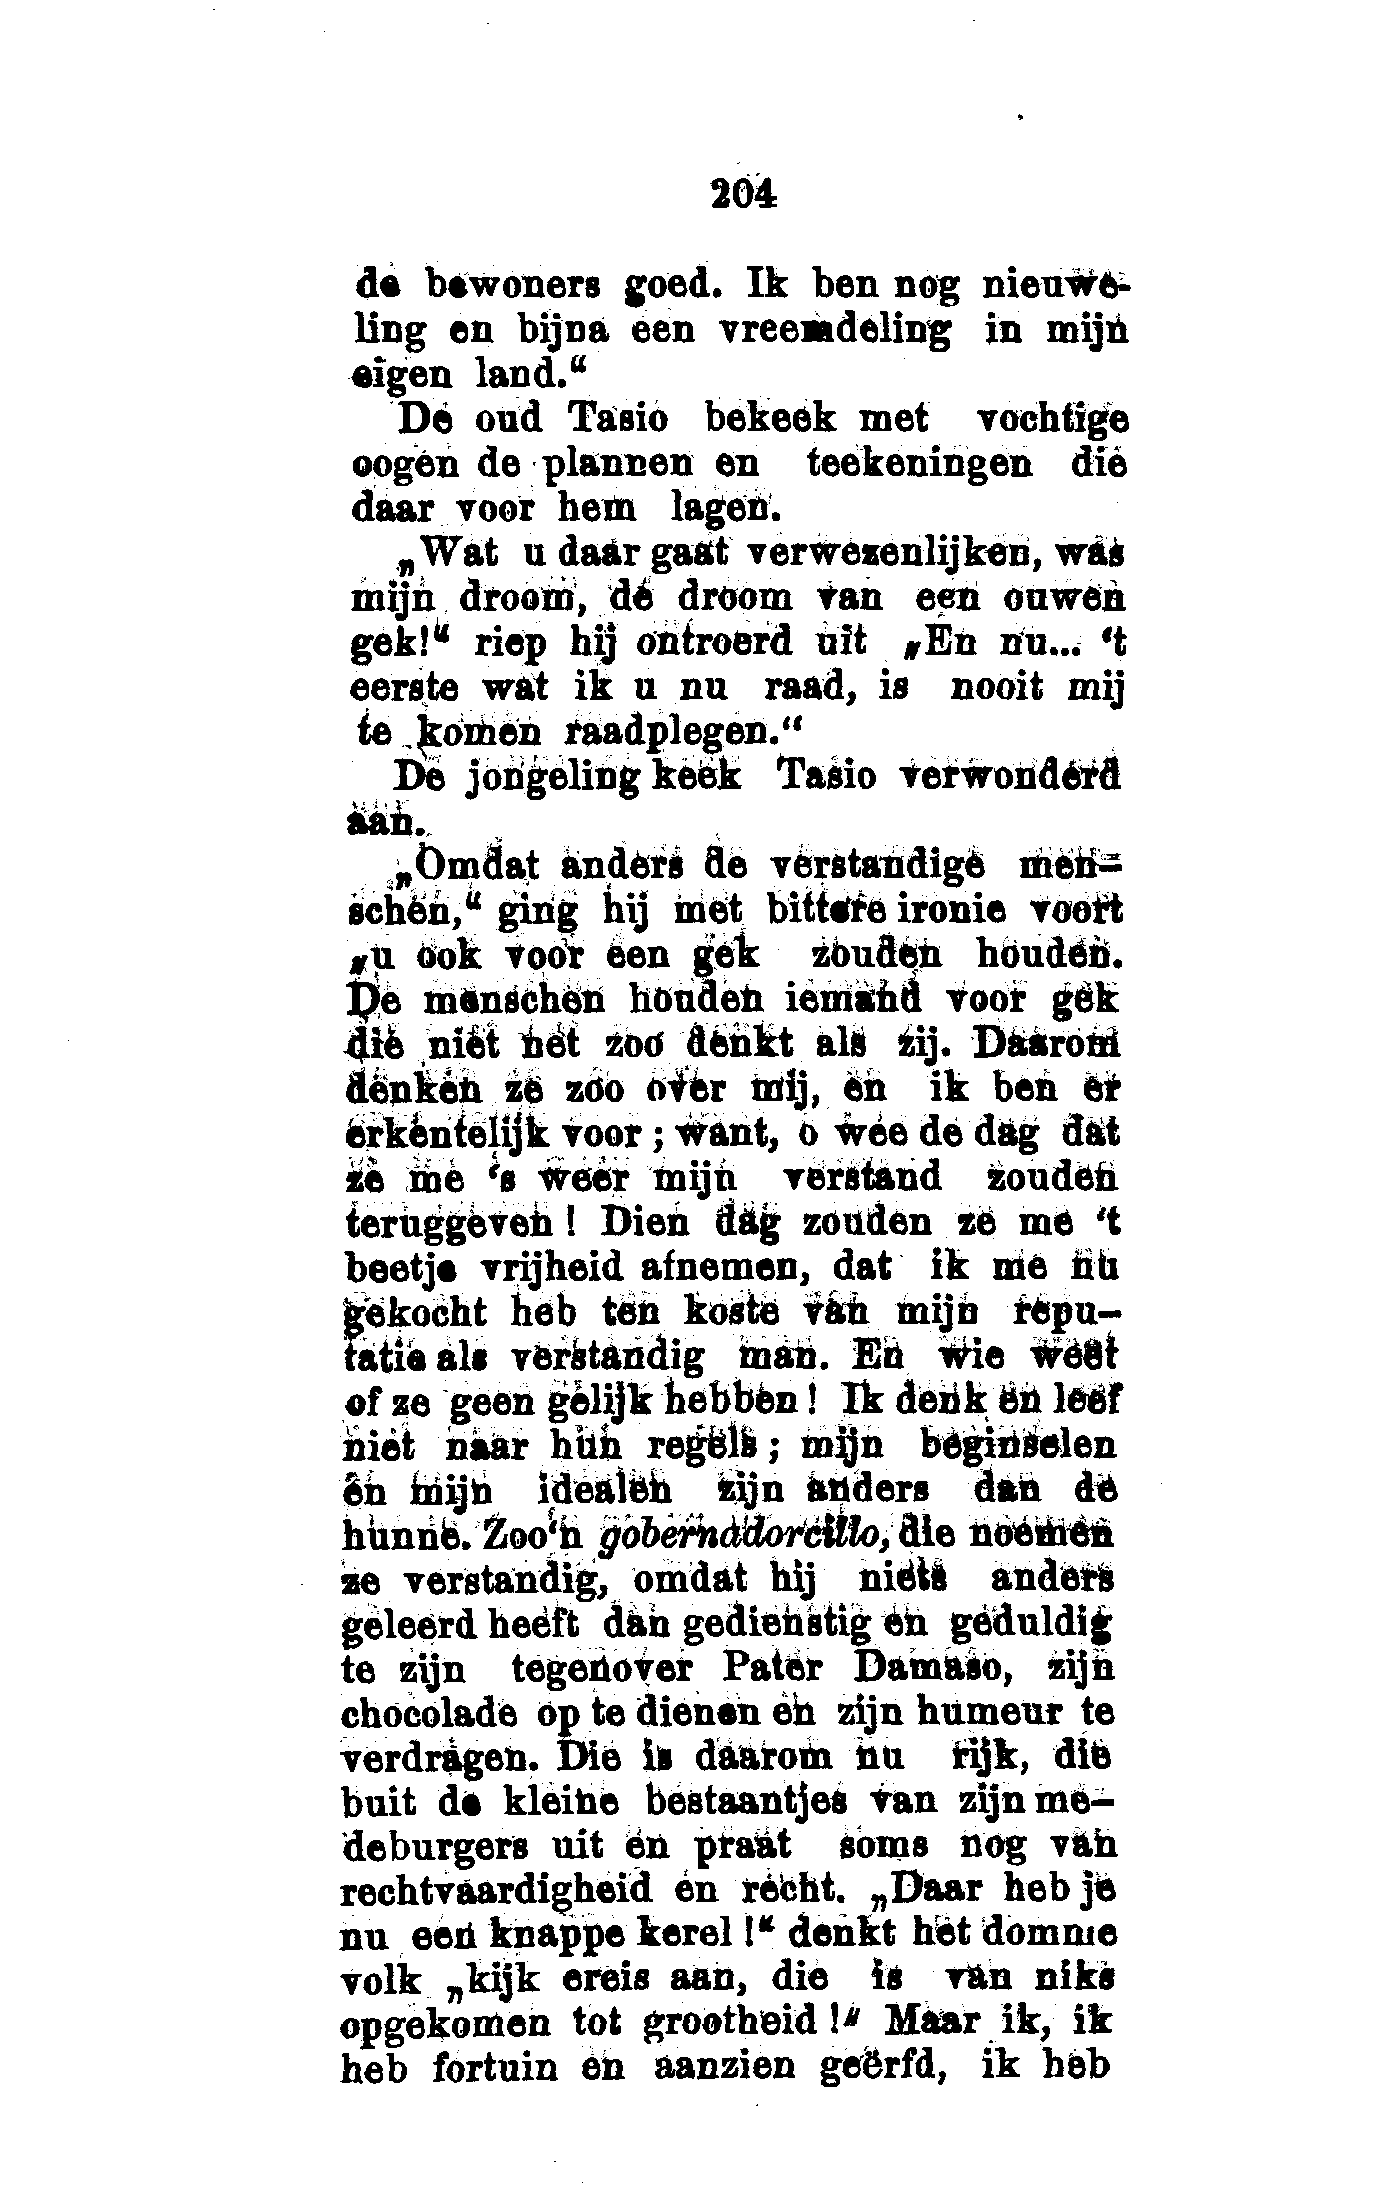 204
de bewoners goed. Ik ben nog nieuwe-
ling en bijna een vreemdeling in mijn
eigen land.“
De oud Tasio bekeek met vochtige
oogen de plannen en teekeningen die
daar voor hem lagen.
„Wat u daar gaat verwezenlijken, was
mijn droom, de droom van een ouwen
gek!“ riep hij ontroerd uit „En nu... ‘t
eerste wat ik u nu raad, is nooit mij
te komen raadplegen.“
De jongeling keek Tasio verwonderd
aan.
„Omdat anders de verstandige men-
schen,“ ging hij met bittere ironie voort
„u ook voor een gek zouden houden.
De menschen houden iemand voor gek
die niet net zoo denkt als zij. Daarom
denken ze zoo over mij, en ik ben er
erkentelijk voor; want, o wee de dag dat
ze me ‘s weer mijn verstand zouden
teruggeven! Dien dag zouden ze me ‘t
beetje vrijheid afnemen, dat ik me nu
gekocht heb ten koste van mijn repu-
tatie als verstandig man. En wie weet
of ze geen gelijk hebben! Ik denk en leef
niet naar hun regels; mijn beginselen
en mijn idealen zijn anders dan de
hunne. Zoo‘n gobernadorcillo, die noemen
ze verstandig, omdat hij niets anders
geleerd heeft dan gedienstig en geduldig
te zijn tegenover Pater Damaso, zijn
chocolade op te dienen en zijn humeur te
verdragen. Die is daarom nu rijk, die
buit de kleine bestaantjes van zijn me-
deburgers uit en praat soms nog van
rechtvaardigheid en recht. „Daar heb je
nu een knappe kerel!“ denkt het domme
volk „kijk ereis aan, die is van niks
opgekomen tot grootheid!“ Maar ik, ik
heb fortuin en aanzien geërfd, ik heb